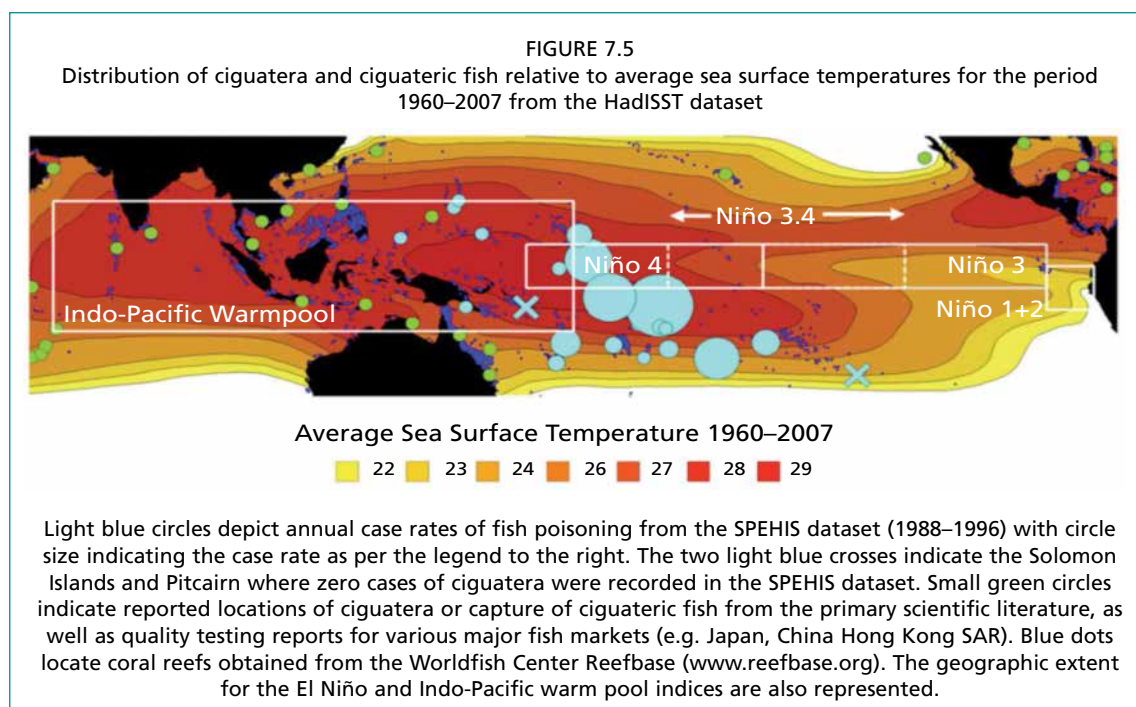 FIGURE 7.5
Distribution of ciguatera and ciguateric fish relative to average sea surface temperatures for the period
1960–2007 from the HadISST dataset
Niño 3.4
Niño 4
Niño 3
Indo-Pacific Warmpool
Niño 1+2
Average Sea Surface Temperature 1960–2007
22 23 24 26 27 28 29
Light blue circles depict annual case rates of fish poisoning from the SPEHIS dataset (1988–1996) with circle
size indicating the case rate as per the legend to the right. The two light blue crosses indicate the Solomon
Islands and Pitcairn where zero cases of ciguatera were recorded in the SPEHIS dataset. Small green circles
indicate reported locations of ciguatera or capture of ciguateric fish from the primary scientific literature, as
well as quality testing reports for various major fish markets (e.g. Japan, China Hong Kong SAR). Blue dots
locate coral reefs obtained from the Worldfish Center Reefbase (www.reefbase.org). The geographic extent
for the El Niño and Indo-Pacific warm pool indices are also represented.